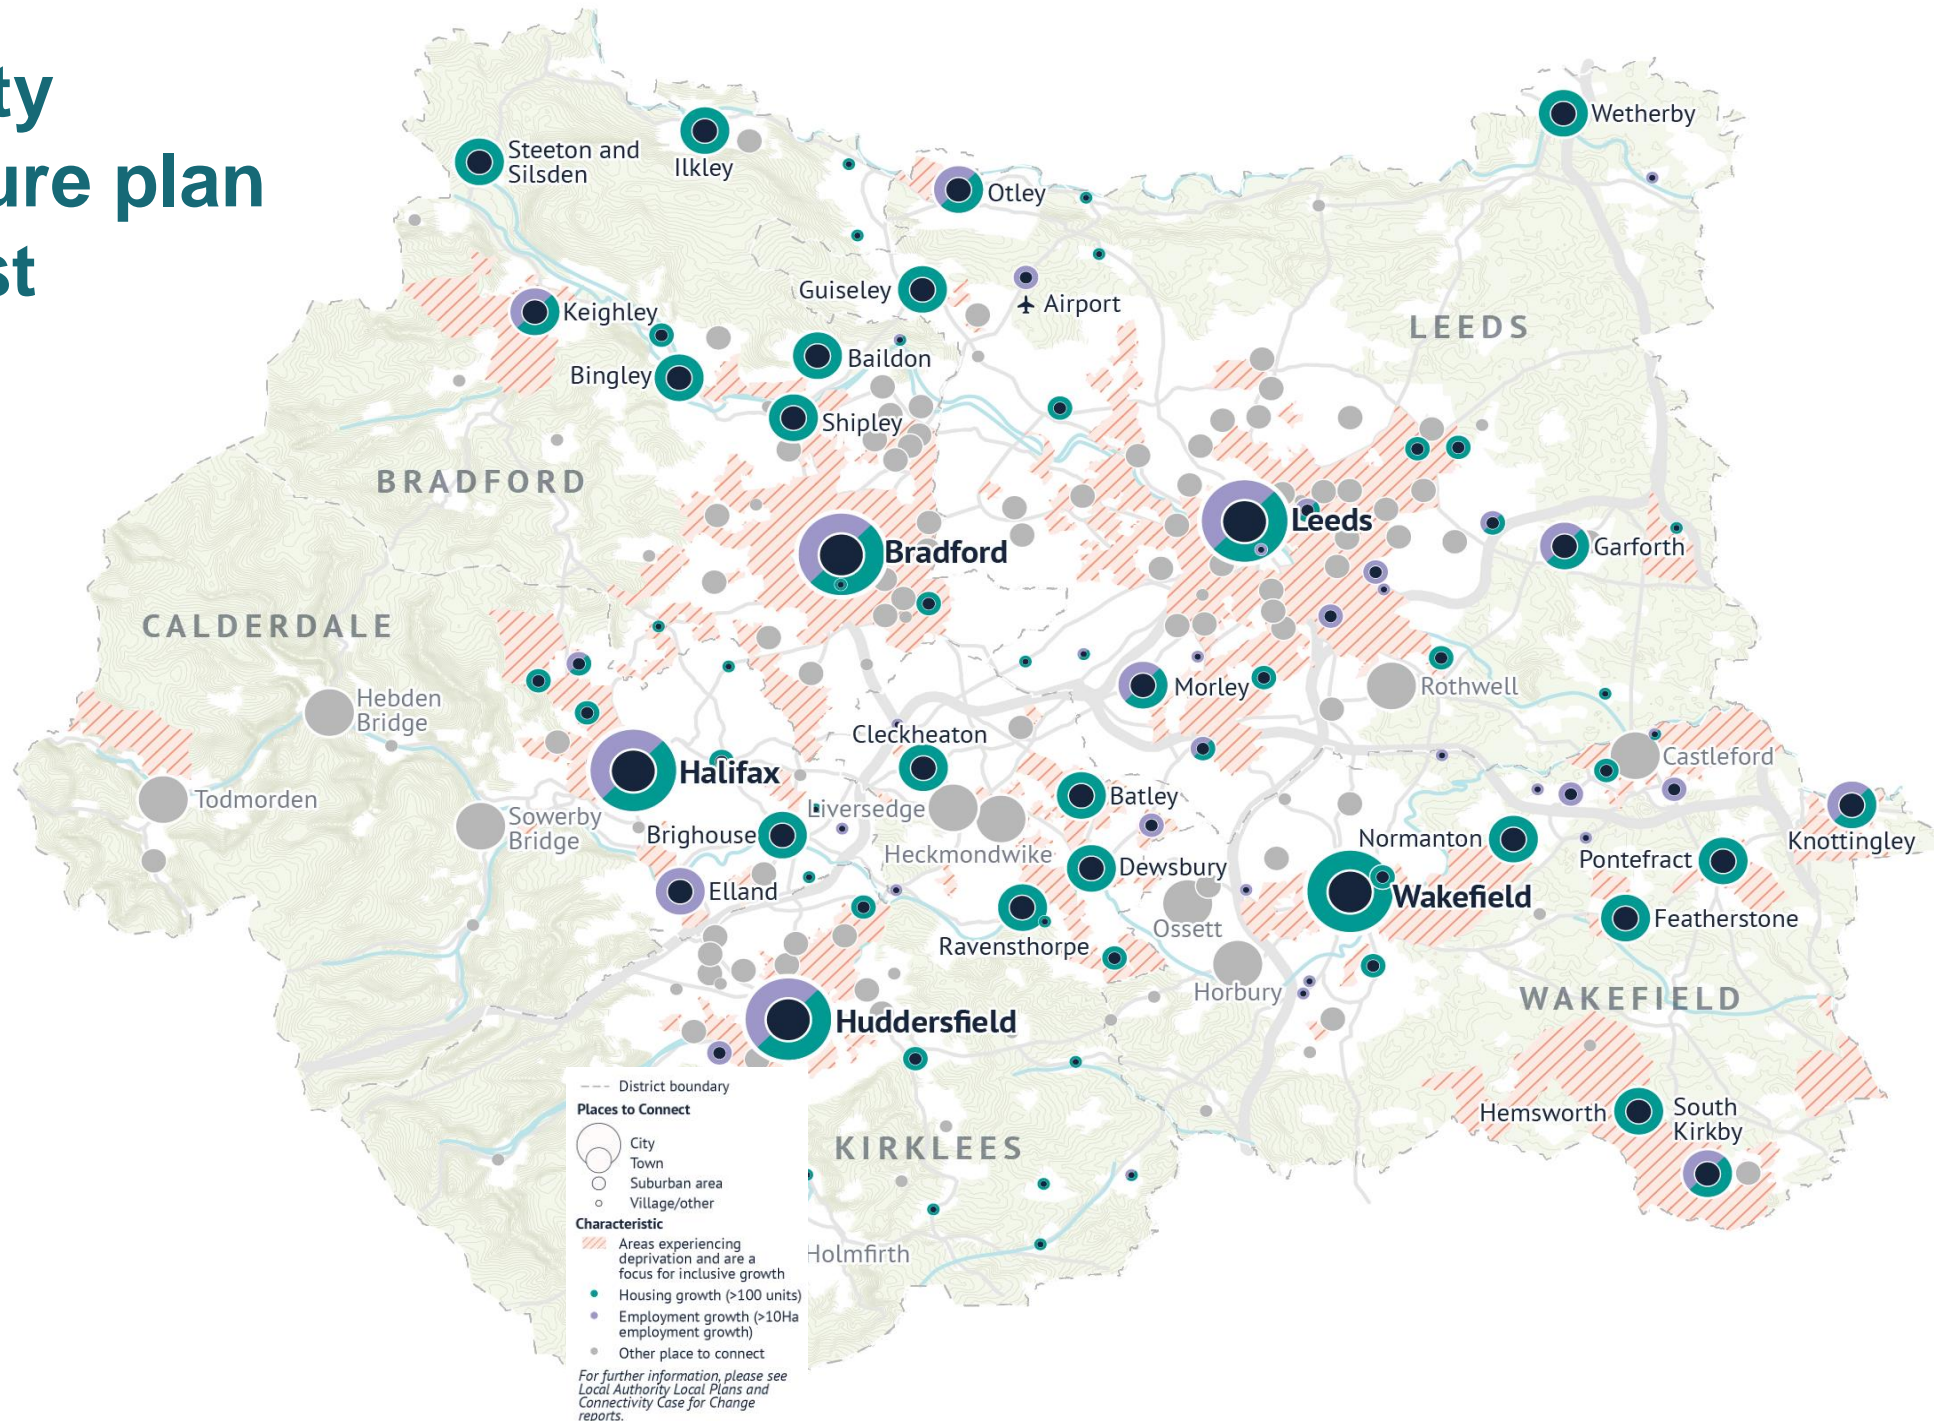 ty
ure plan
st
Wetherby
Steeton and
Silsden
Ilkley
Otley
Guiseley
Airport
LEEDS
Keighley
Baildon
Bingley
Shipley
BRADFORD
Leeds
Bradford
Garforth
CALDERDALE
Morley
Rothwell
Hebden
Bridge
Cleckheaton
Castleford
Halifax
Todmorden
Batley
Liversedge
Sowerby
Bridge
Brighouse
Normanton
Knottingley
Heckmondwike
Pontefract
Dewsbury
Elland
Wakefield
Featherstone
Ossett
Ravensthorpe
Horbury
WAKEFIELD
Huddersfield
Hemsworth
South
Kirkby
KIRKLEES
Holmfirth
District boundary
Places to Connect
City
Town
Suburban area
Village/other
Characteristic
Areas experiencing
deprivation and are a
focus for inclusive growth
Housing growth (>100 units)
Employment growth (>10Ha
employment growth)
Other place to connect
For further information, please see
Local Authority Local Plans and
Connectivity Case for Change
reports.